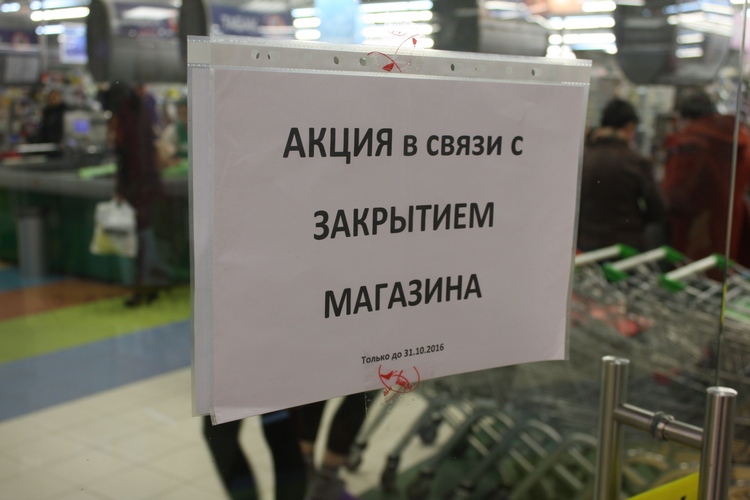 АКЦИЯ в связи с
ЗАКРЫТИЕМ
МАГАЗИНА
Только до 31.10.2016